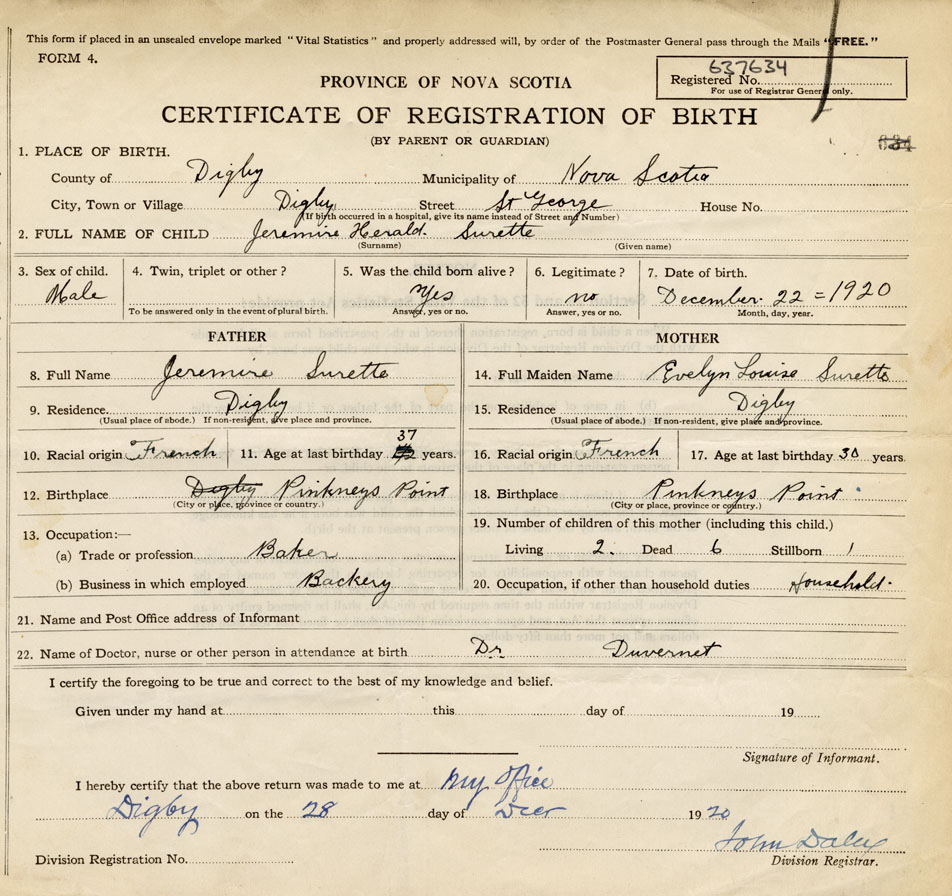 This form if placed in an unsealed envelope marked "Vital Statistics" and properly addressed will, by order of the Postmaster General pass through the Mails "FREE."
FORM 4.
637634
Registered No.
For use of Registrar General only.
PROVINCE OF NOVA SCOTIA
CERTIFICATE OF REGISTRATION OF BIRTH
(BY PARENT OR GUARDIAN)
1. PLACE OF BIRTH.
County of Digby Municipality of Nova Scotia
City, Town or Village Digby Street St George House No.
(If birth occurred in a hospital, give its name instead of Street and Number)
2. FULL NAME OF CHILD Jeremire Herald. Surette
(Surname) (Given name)
3. Sex of child. 4. Twin, triplet or other? 5. Was the child born alive? 6. Legitimate? 7. Date of birth.
Male Yes no December. 22 = 1920
To be answered only in the event of plural birth. Answer, yes or no. Answer, yes or no. Month, day, year.
FATHER MOTHER
8. Full Name Jeremire Surette 14. Full Maiden Name Evelyn Louise Surette
9. Residence. Digby 15. Residence Digby
(Usual place of abode.) If non-resident, give place and province. (Usual place of abode.) If non-resident, give place and province.
10. Racial origin French 11. Age at last birthday 37 years. 16. Racial origin French 17. Age at last birthday 30 years.
12. Birthplace Digby Pinkneys Point 18. Birthplace Pinkneys Point
(City or place, province or country.) (City or place, province or country.)
13. Occupation:— 19. Number of children of this mother (including this child.)
(a) Trade or profession Baker Living 2. Dead 6 Stillborn 1
(b) Business in which employed Backery 20. Occupation, if other than household duties Household.
21. Name and Post Office address of Informant
22. Name of Doctor, nurse or other person in attendance at birth Dr. Duvernet
I certify the foregoing to be true and correct to the best of my knowledge and belief.
Given under my hand at this day of 19
Signature of Informant.
I hereby certify that the above return was made to me at My Office
Digby on the 28 day of Decr 1920
John Daley
Division Registration No. Division Registrar.